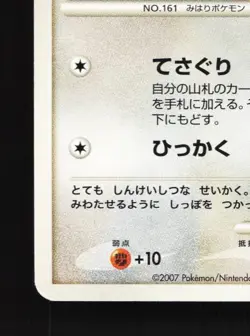 NO.161 みはりポケモン
てさぐり
自分の山札のカー
を手札に加える。そ
下にもどす。
ひっかく
とても しんけいしつな せいかく。
みわたせるように しっぽを つかっ
弱点
抵
+10
©2007 Pokémon/Nintendo